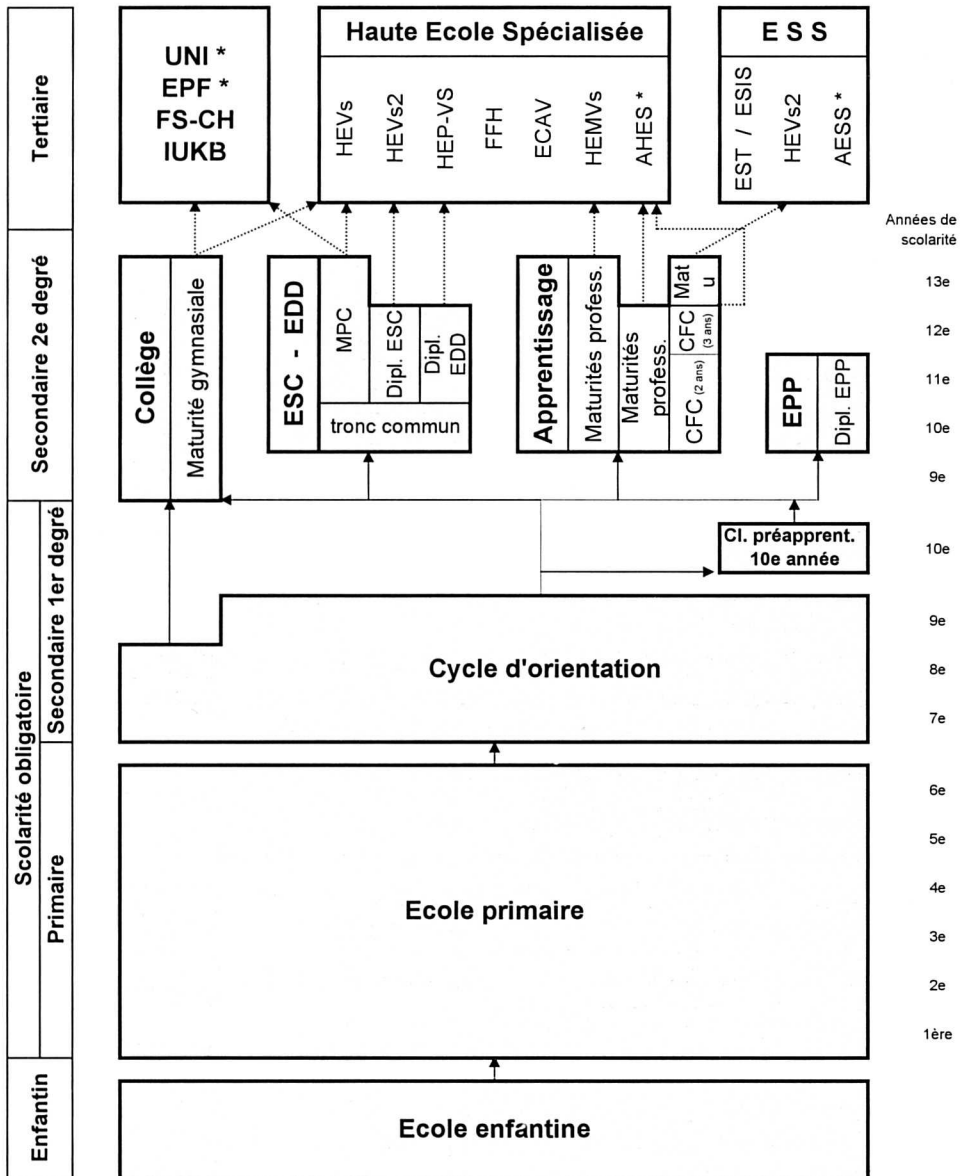 Tertiaire
UNI *
EPF *
FS-CH
IUKB
Haute Ecole Spécialisée
HEVs
HEVs2
HEP-VS
FFH
ECAV
HEMVs
AHES *
E S S
EST / ESIS
HEVs2
AESS *
Années de
scolarité
Secondaire 2e degré
Collège
Maturité gymnasiale
ESC - EDD
MPC
Dipl. ESC
Dipl.
EDD
tronc commun
Apprentissage
Maturités profess.
Maturités
profess.
Mat
u
CFC (3 ans)
CFC (2 ans)
EPP
Dipl. EPP
13e
12e
11e
10e
9e
Scolarité obligatoire
Secondaire 1er degré
Cl. préapprent.
10e année
10e
Cycle d'orientation
9e
8e
7e
Primaire
Ecole primaire
6e
5e
4e
3e
2e
1ère
Enfantin
Ecole enfantine